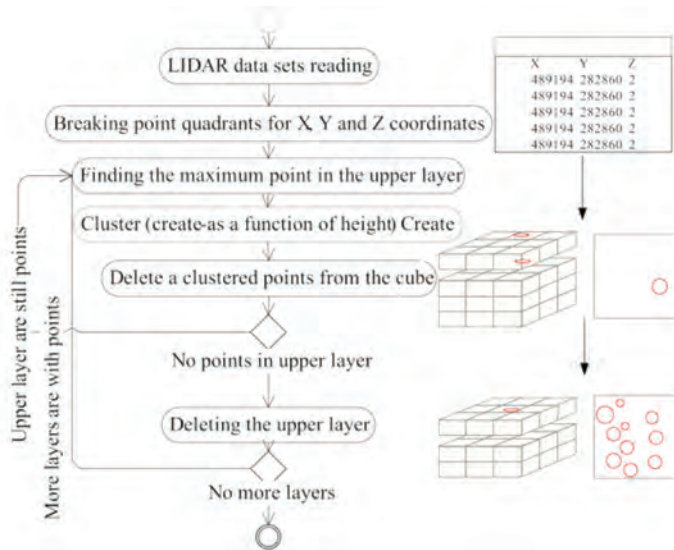 LIDAR data sets reading
Breaking point quadrants for X, Y and Z coordinates
Finding the maximum point in the upper layer
Cluster (create-as a function of height) Create
Delete a clustered points from the cube
No points in upper layer
Deleting the upper layer
No more layers
Upper layer are still points
More layers are with points
X Y Z
489194 282860 2
489194 282860 2
489194 282860 2
489194 282860 2
489194 282860 2